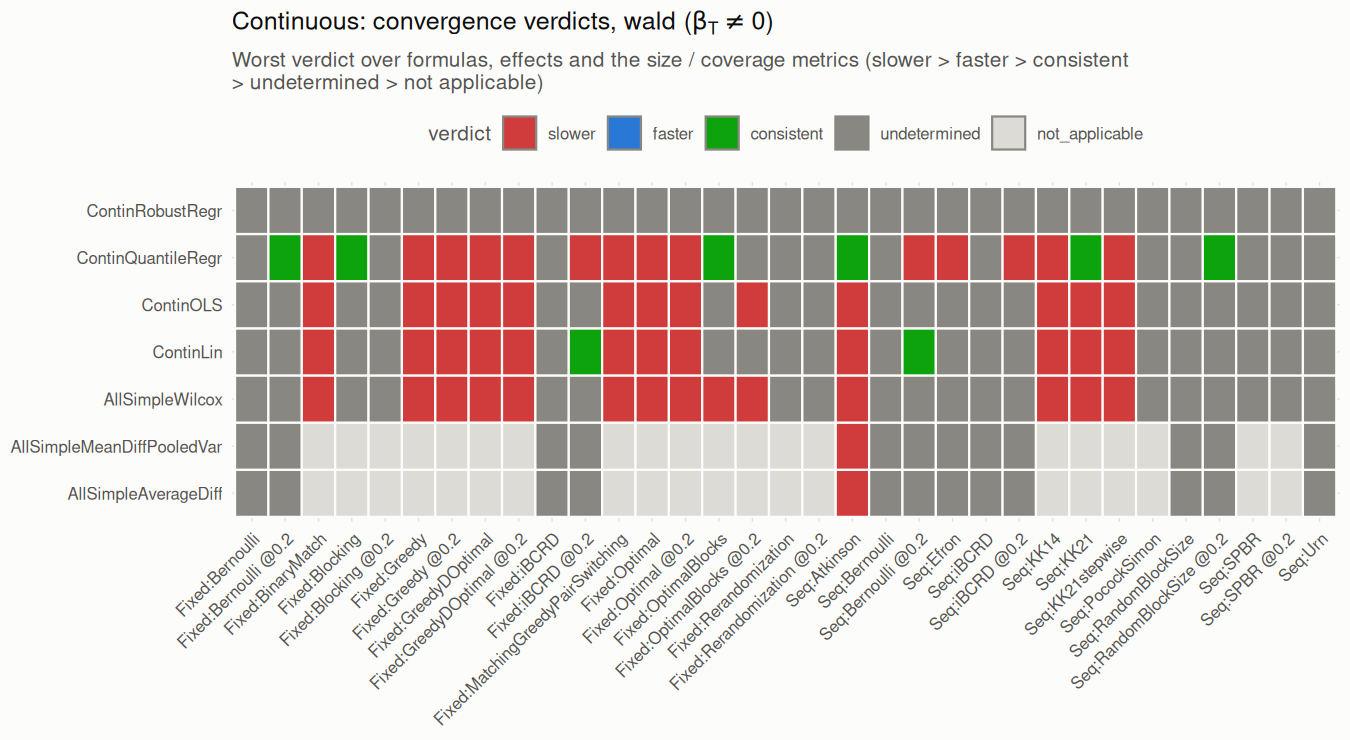 Continuous: convergence verdicts, wald (βT ≠ 0)
Worst verdict over formulas, effects and the size / coverage metrics (slower > faster > consistent
> undetermined > not applicable)
verdict slower faster consistent undetermined not_applicable
ContinRobustRegr
ContinQuantileRegr
ContinOLS
ContinLin
AllSimpleWilcox
AllSimpleMeanDiffPooledVar
AllSimpleAverageDiff
Fixed:Bernoulli
Fixed:Bernoulli @0.2
Fixed:BinaryMatch
Fixed:Blocking
Fixed:Blocking @0.2
Fixed:Greedy
Fixed:Greedy @0.2
Fixed:GreedyDOptimal
Fixed:GreedyDOptimal @0.2
Fixed:iBCRD
Fixed:iBCRD @0.2
Fixed:MatchingGreedyPairSwitching
Fixed:Optimal
Fixed:Optimal @0.2
Fixed:OptimalBlocks
Fixed:OptimalBlocks @0.2
Fixed:Rerandomization
Fixed:Rerandomization @0.2
Seq:Atkinson
Seq:Bernoulli
Seq:Bernoulli @0.2
Seq:Efron
Seq:iBCRD
Seq:iBCRD @0.2
Seq:KK14
Seq:KK21
Seq:KK21stepwise
Seq:PocockSimon
Seq:RandomBlockSize
Seq:RandomBlockSize @0.2
Seq:SPBR
Seq:SPBR @0.2
Seq:Urn